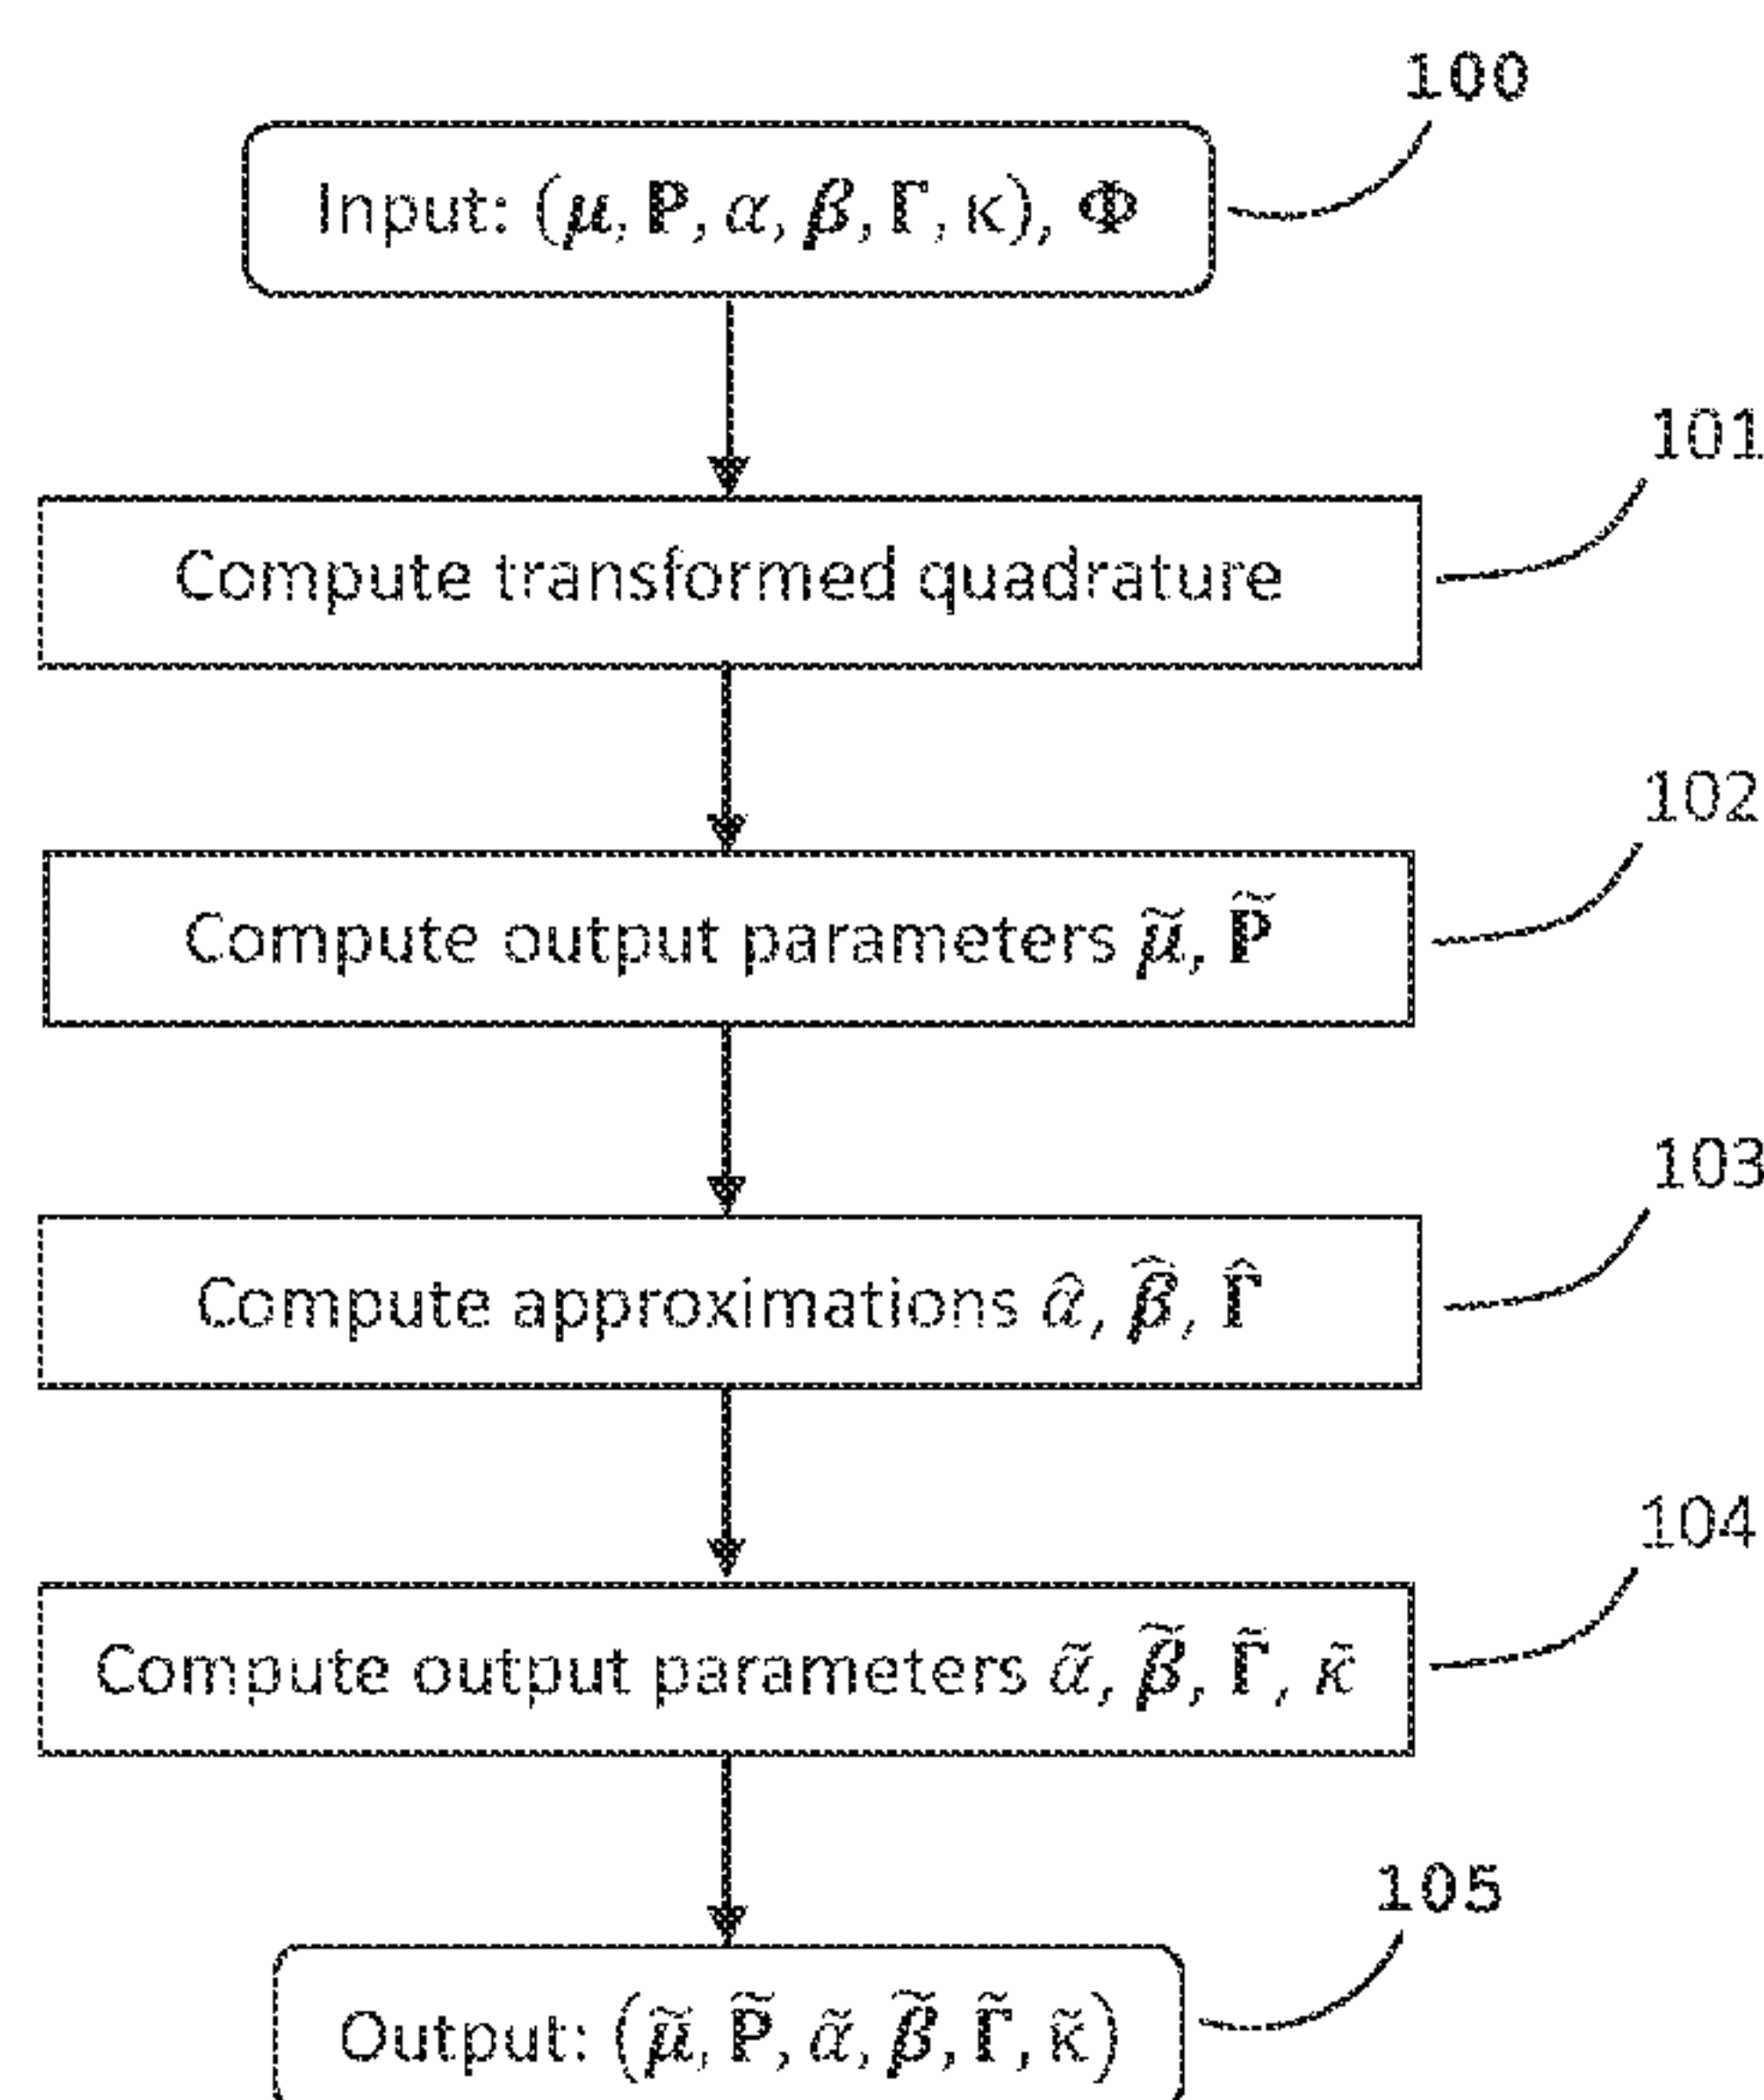 100
Input: (𝝁, 𝐏, 𝛼, 𝜷, 𝚪, κ), 𝚽
101
Compute transformed quadrature
102
Compute output parameters 𝝁̃, 𝐏̃
103
Compute approximations 𝛼̂, 𝜷̂, 𝚪̂
104
Compute output parameters 𝛼̃, 𝜷̃, 𝚪̃, κ̃
105
Output: (𝝁̃, 𝐏̃, 𝛼̃, 𝜷̃, 𝚪̃, κ̃)